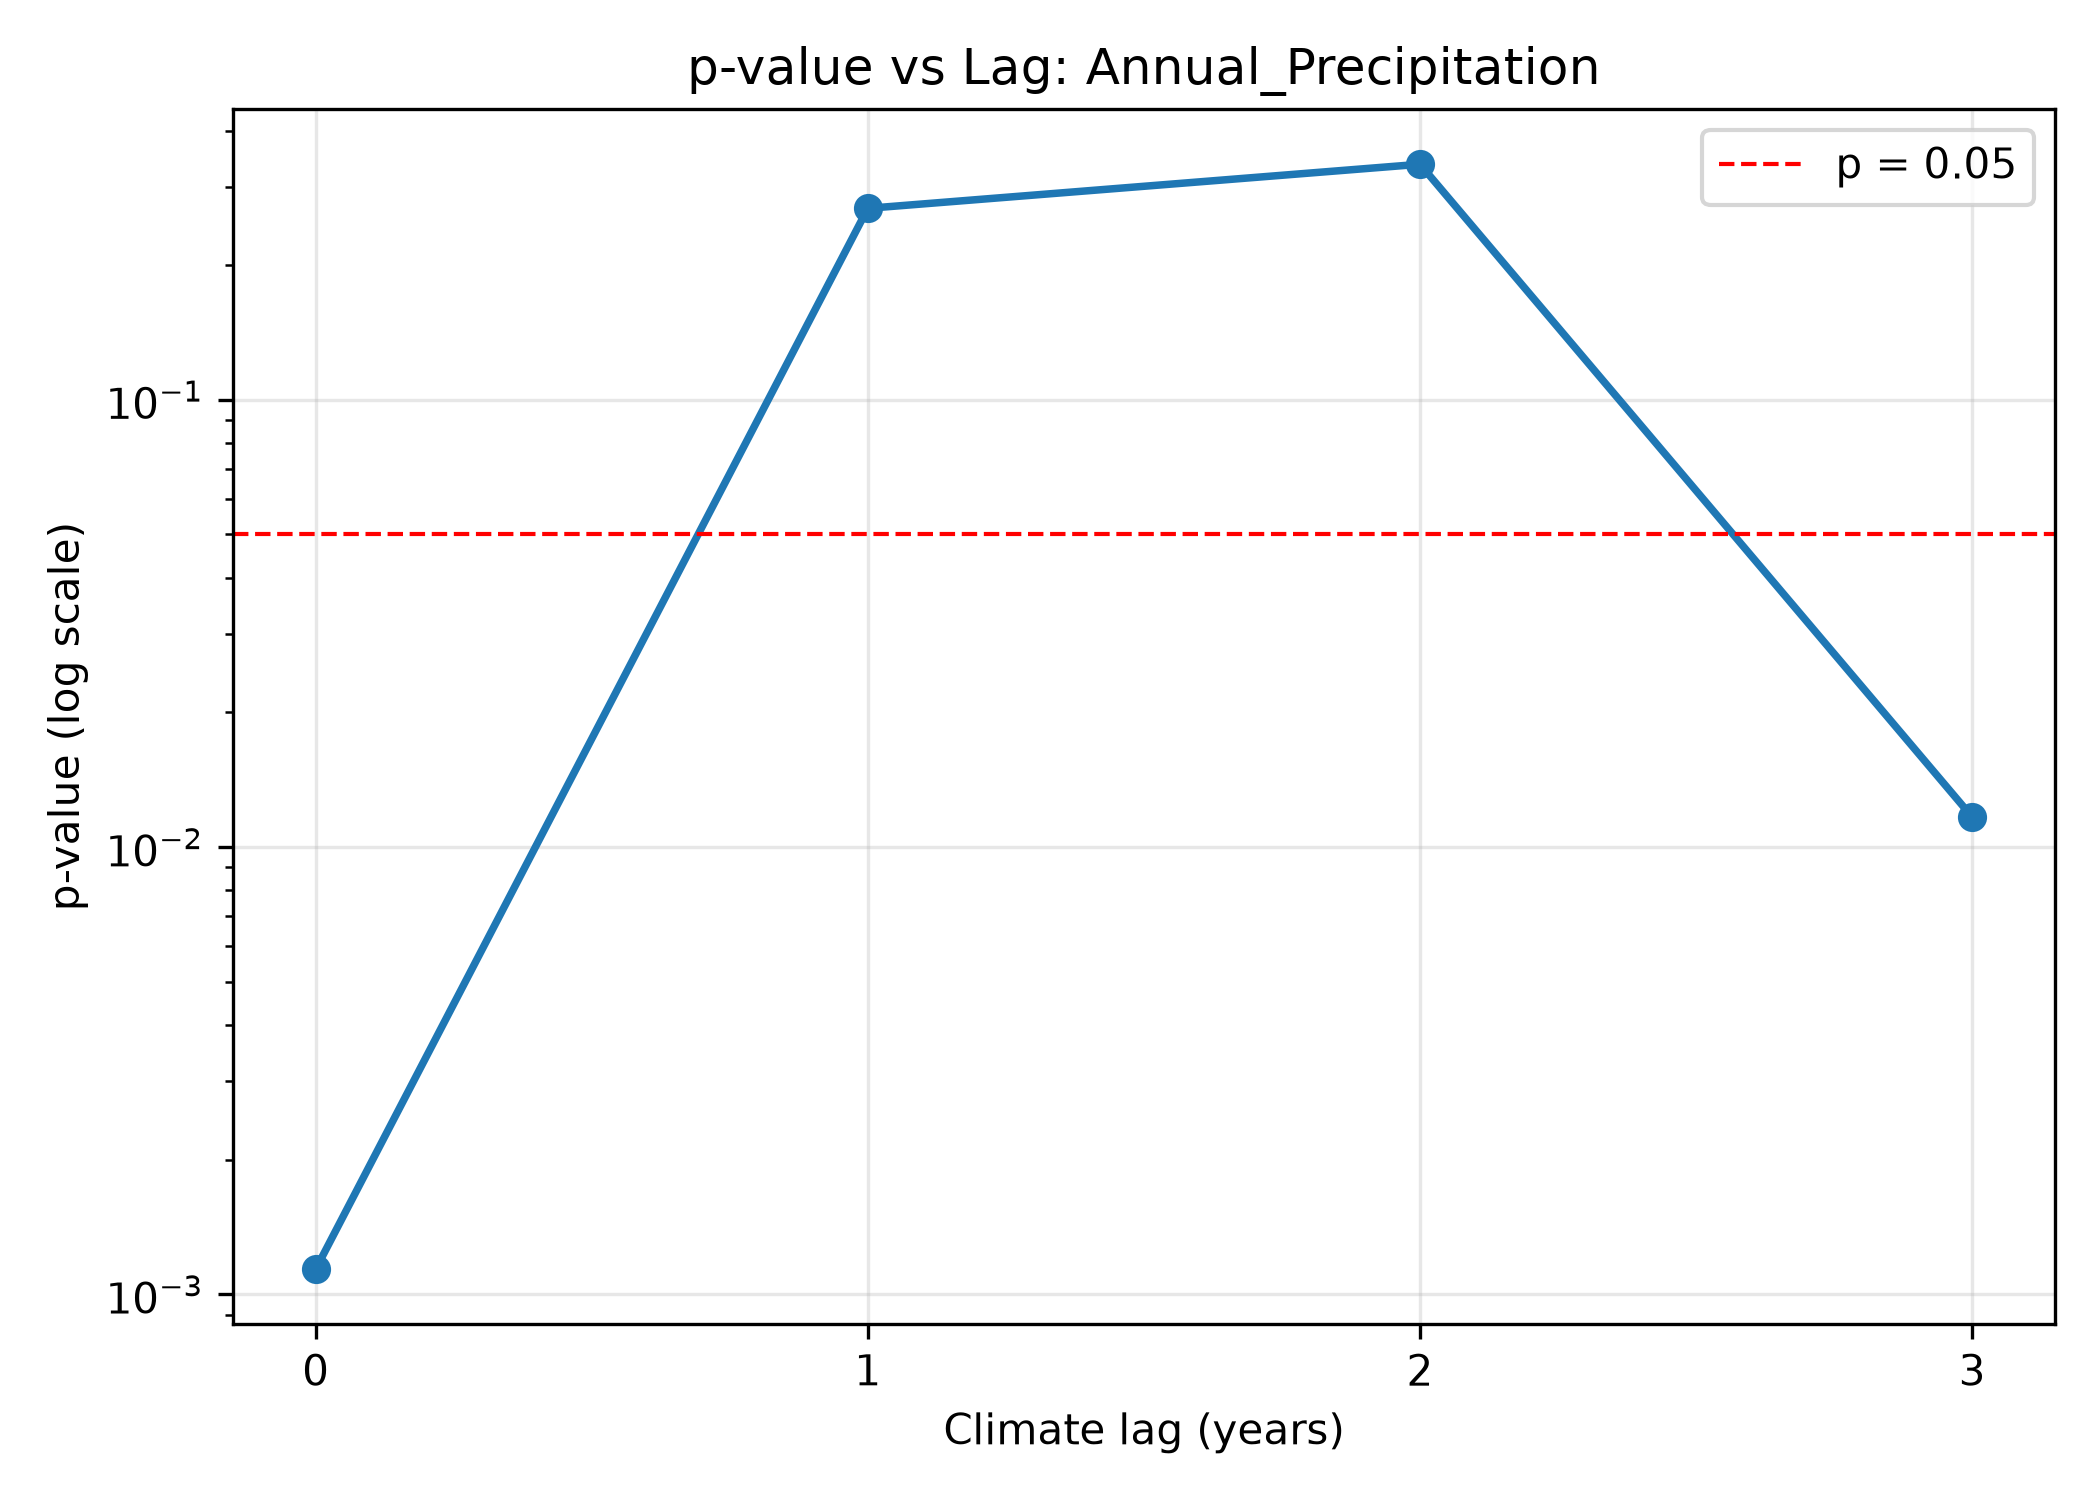 p-value vs Lag: Annual_Precipitation
p = 0.05
p-value (log scale)
10⁻¹
10⁻²
10⁻³
0 1 2 3
Climate lag (years)